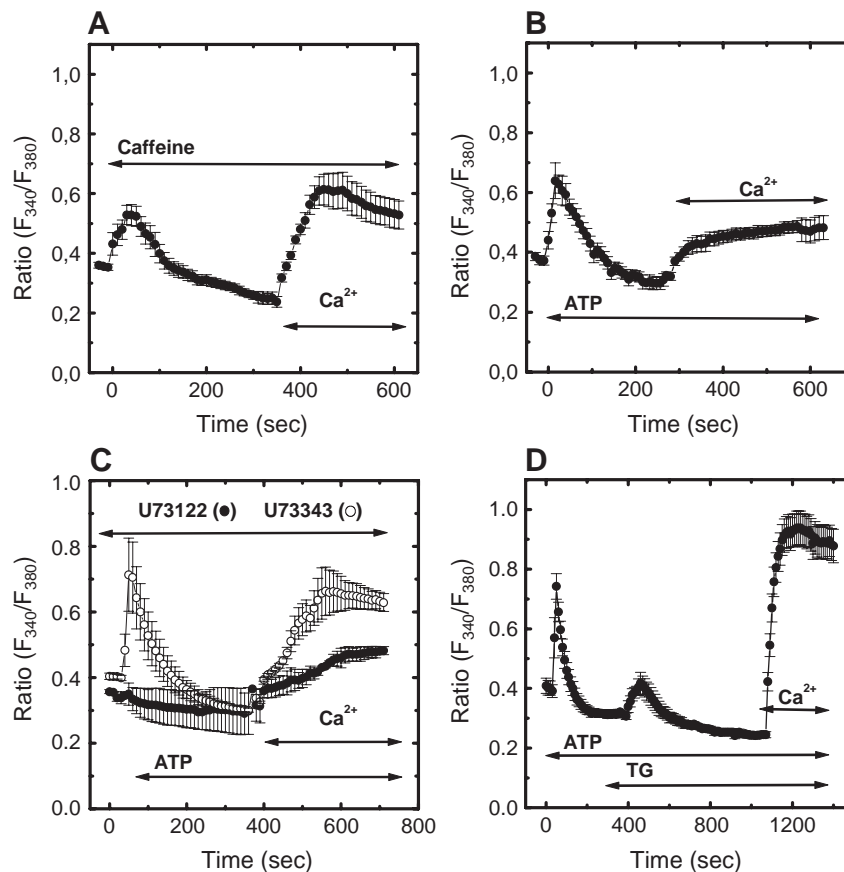 A
1,0
0,8
0,6
0,4
0,2
0,0
Ratio (F340/F380)
Caffeine
Ca2+
0 200 400 600
Time (sec)
B
1,0
0,8
0,6
0,4
0,2
0,0
Ratio (F340/F380)
Ca2+
ATP
0 200 400 600
Time (sec)
C
1.0
0.8
0.6
0.4
0.2
0.0
Ratio (F340/F380)
U73122 (●) U73343 (○)
Ca2+
ATP
0 200 400 600 800
Time (sec)
D
1.0
0.8
0.6
0.4
0.2
0.0
Ratio (F340/F380)
Ca2+
ATP
TG
0 400 800 1200
Time (sec)